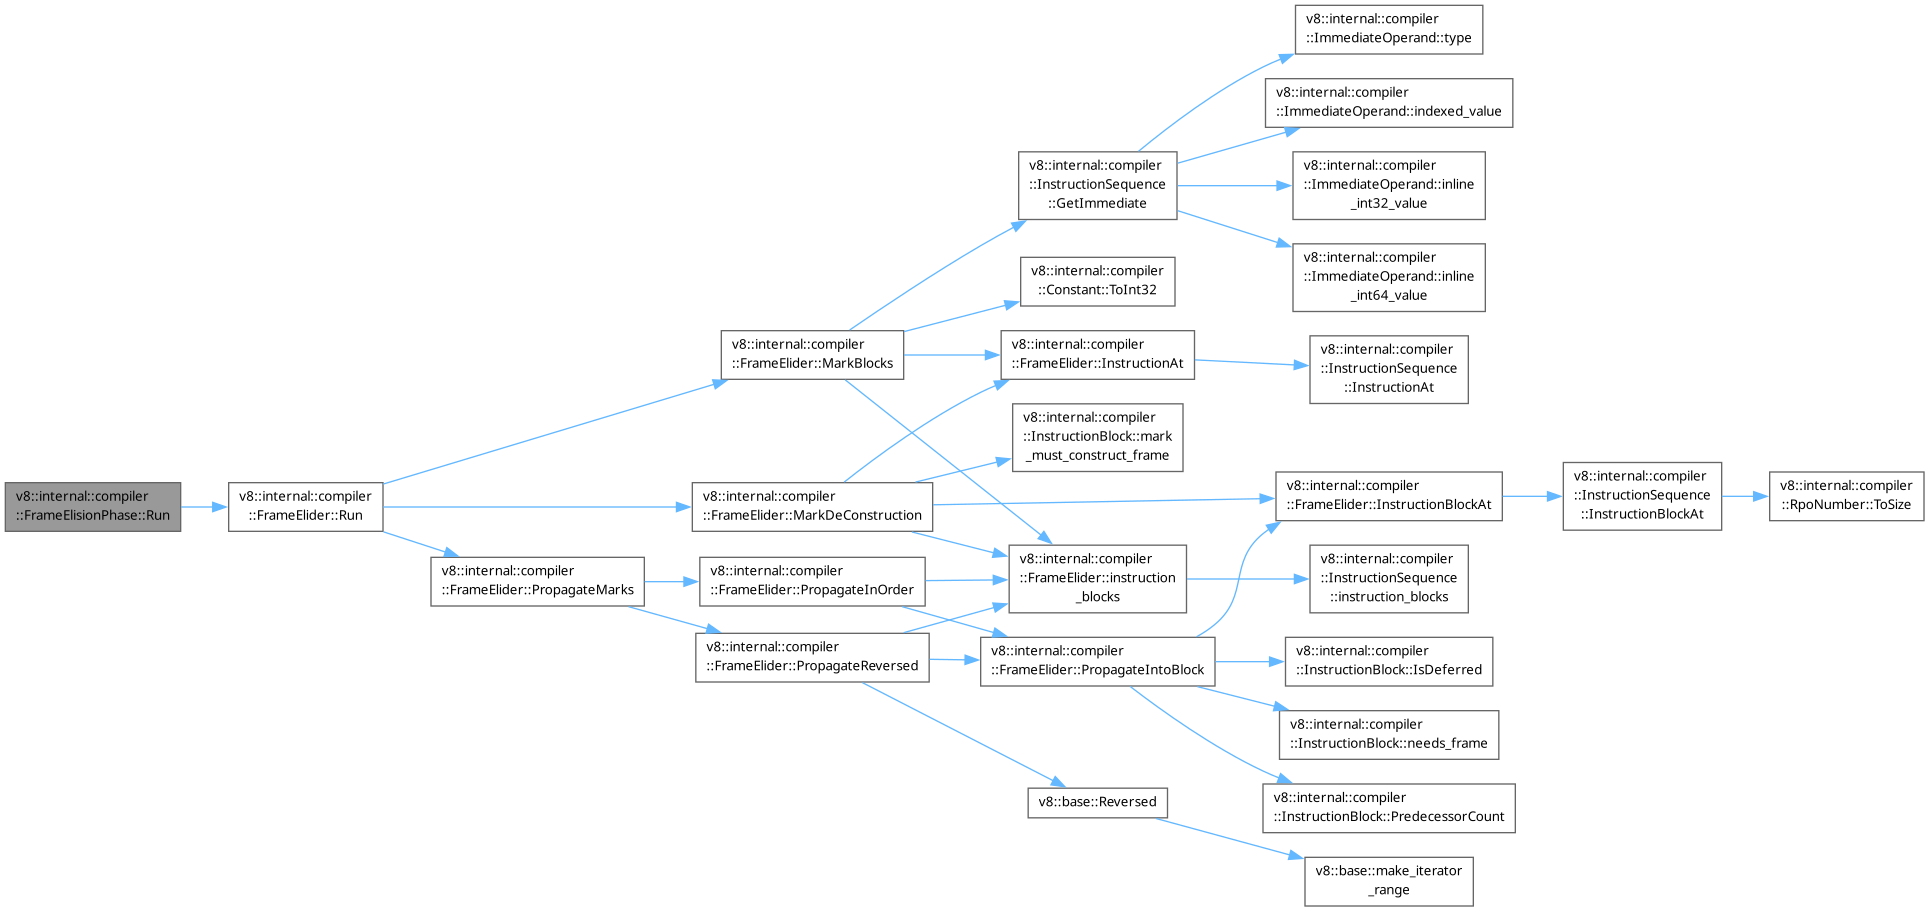 v8::internal::compiler
::FrameElisionPhase::Run
v8::internal::compiler
::FrameElider::Run
v8::internal::compiler
::FrameElider::MarkBlocks
v8::internal::compiler
::InstructionSequence
::GetImmediate
v8::internal::compiler
::ImmediateOperand::type
v8::internal::compiler
::ImmediateOperand::indexed_value
v8::internal::compiler
::ImmediateOperand::inline
_int32_value
v8::internal::compiler
::ImmediateOperand::inline
_int64_value
v8::internal::compiler
::Constant::ToInt32
v8::internal::compiler
::FrameElider::InstructionAt
v8::internal::compiler
::InstructionSequence
::InstructionAt
v8::internal::compiler
::InstructionBlock::mark
_must_construct_frame
v8::internal::compiler
::FrameElider::MarkDeConstruction
v8::internal::compiler
::FrameElider::InstructionBlockAt
v8::internal::compiler
::InstructionSequence
::InstructionBlockAt
v8::internal::compiler
::RpoNumber::ToSize
v8::internal::compiler
::FrameElider::PropagateMarks
v8::internal::compiler
::FrameElider::PropagateInOrder
v8::internal::compiler
::FrameElider::instruction
_blocks
v8::internal::compiler
::InstructionSequence
::instruction_blocks
v8::internal::compiler
::FrameElider::PropagateReversed
v8::internal::compiler
::FrameElider::PropagateIntoBlock
v8::internal::compiler
::InstructionBlock::IsDeferred
v8::internal::compiler
::InstructionBlock::needs_frame
v8::internal::compiler
::InstructionBlock::PredecessorCount
v8::base::Reversed
v8::base::make_iterator
_range